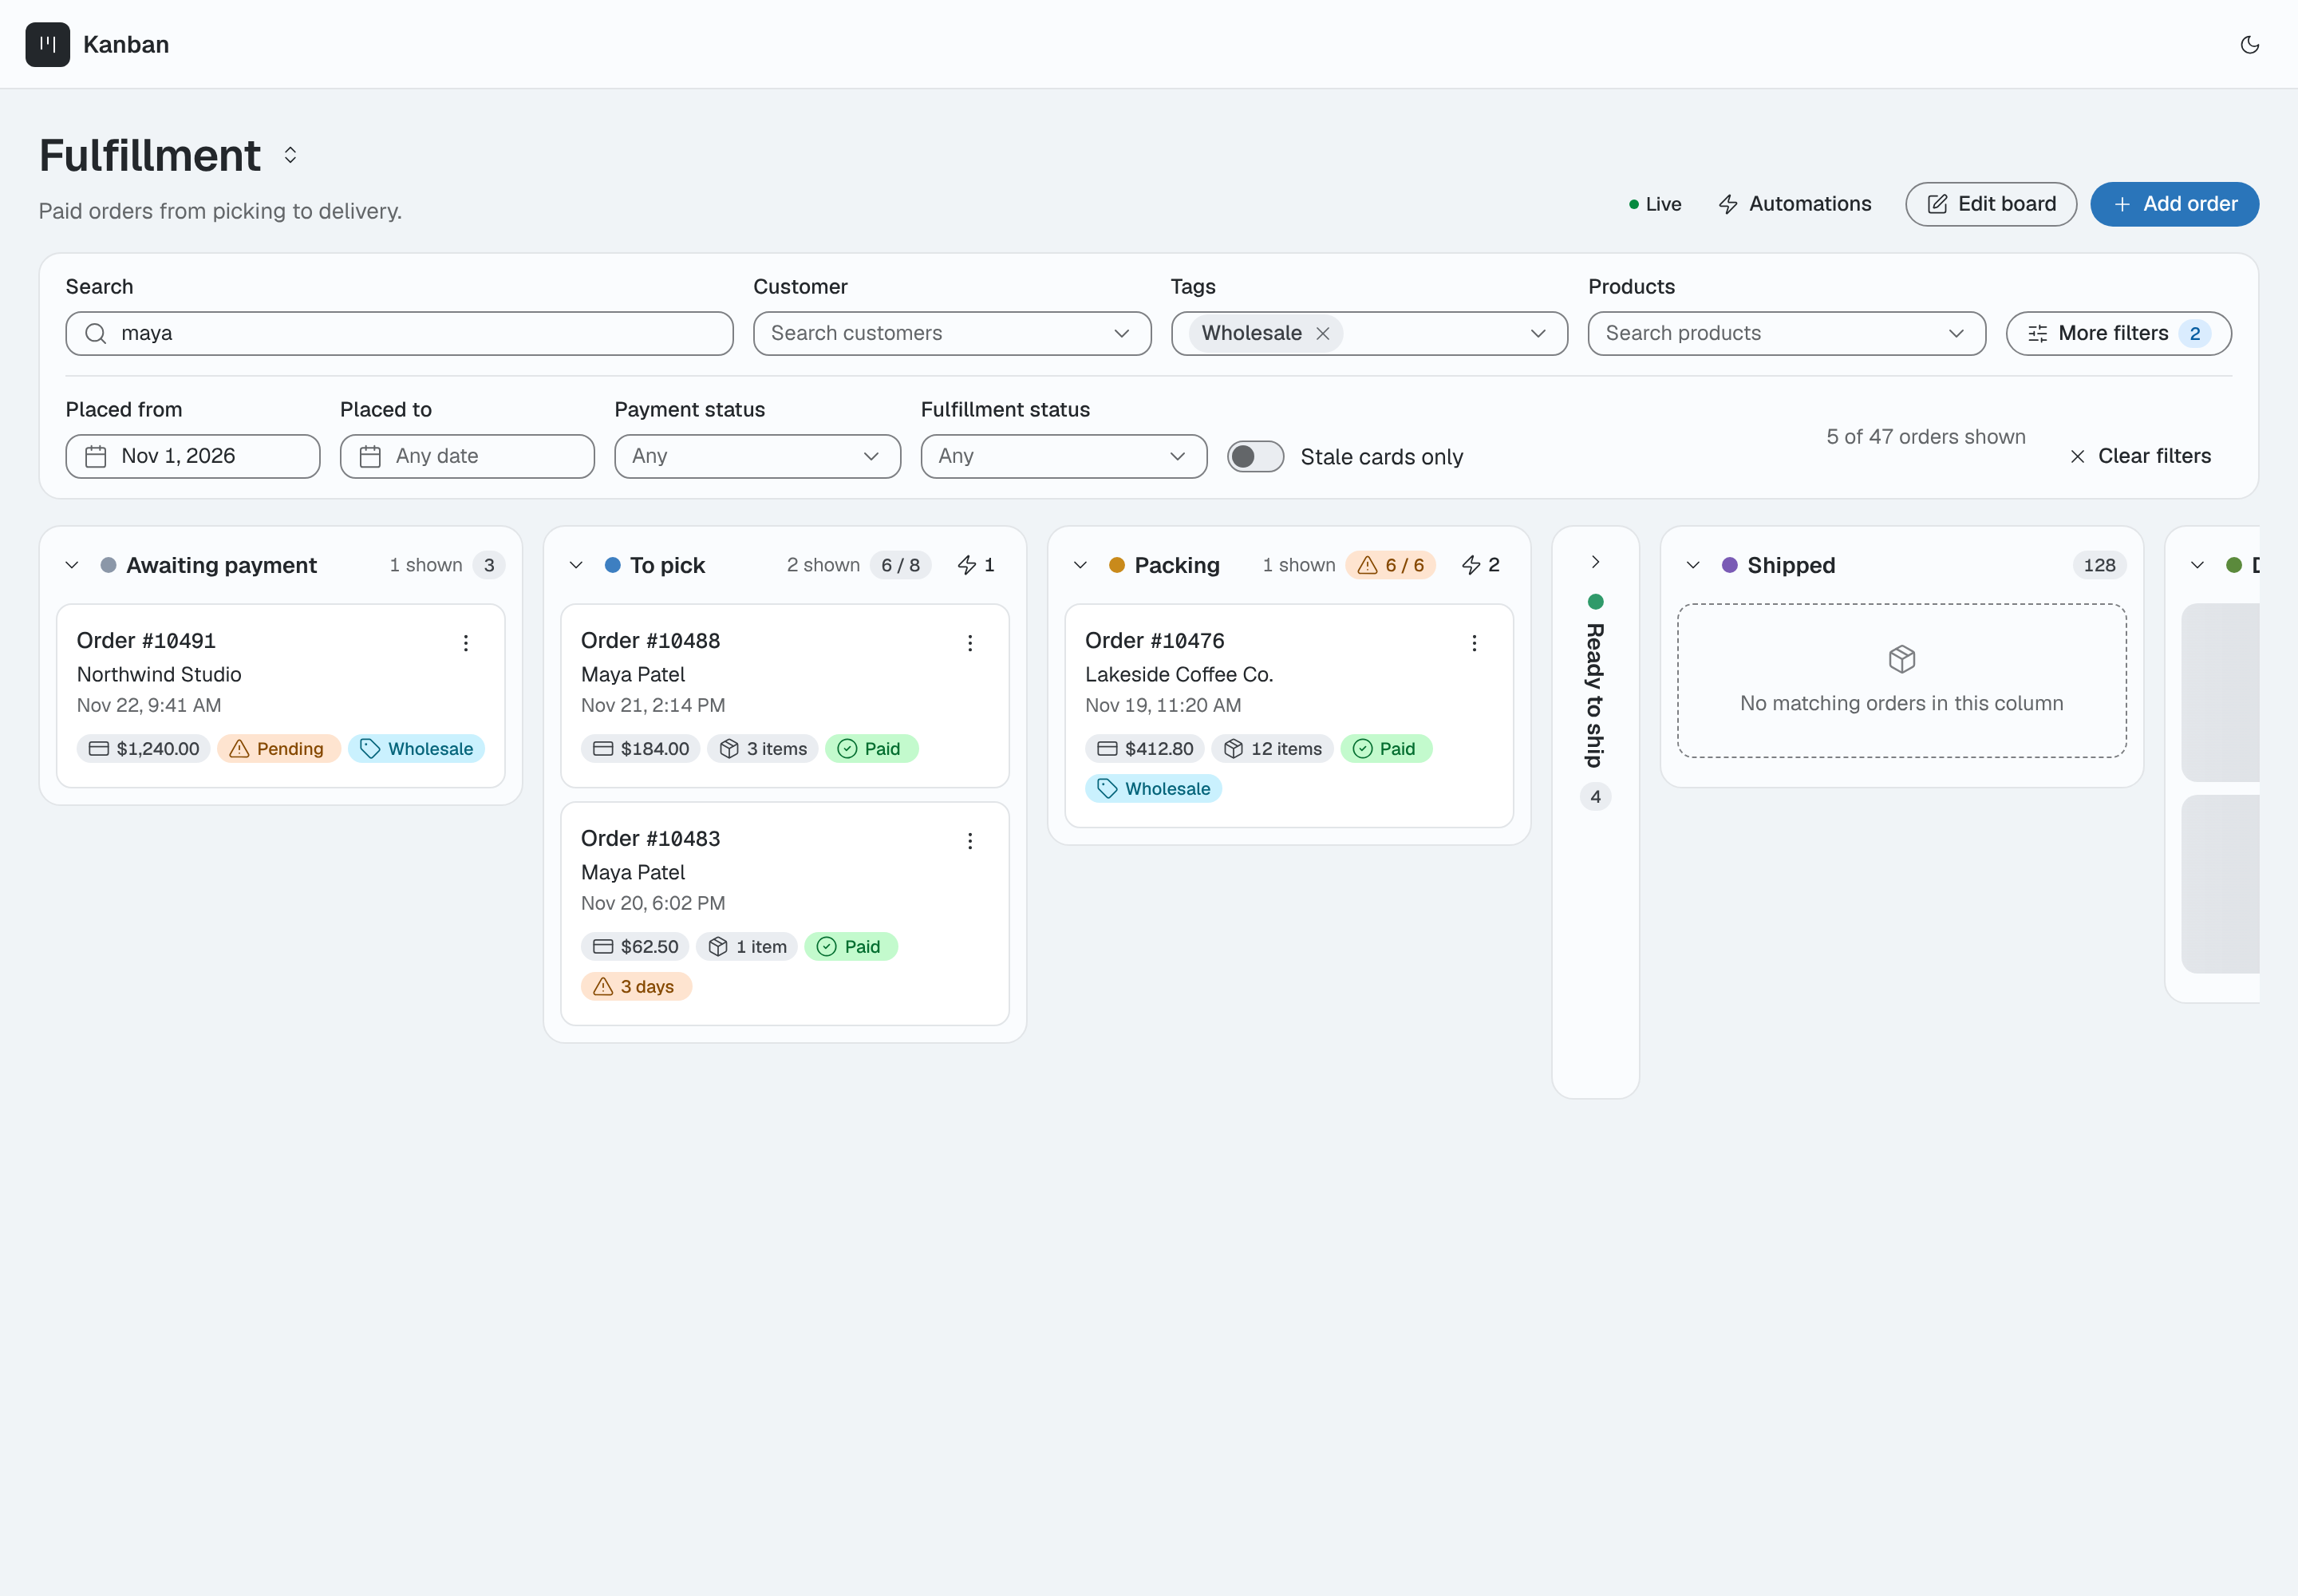 Kanban
Fulfillment
Paid orders from picking to delivery.
Live
Automations
Edit board
Add order
Search
Customer
Tags
Products
maya
Search customers
Wholesale
Search products
More filters 2
Placed from
Placed to
Payment status
Fulfillment status
Nov 1, 2026
Any date
Any
Any
Stale cards only
5 of 47 orders shown
Clear filters
Awaiting payment 1 shown 3
Order #10491
Northwind Studio
Nov 22, 9:41 AM
$1,240.00 Pending Wholesale
To pick 2 shown 6 / 8 1
Order #10488
Maya Patel
Nov 21, 2:14 PM
$184.00 3 items Paid
Order #10483
Maya Patel
Nov 20, 6:02 PM
$62.50 1 item Paid
3 days
Packing 1 shown 6 / 6 2
Order #10476
Lakeside Coffee Co.
Nov 19, 11:20 AM
$412.80 12 items Paid
Wholesale
Ready to ship
4
Shipped 128
No matching orders in this column